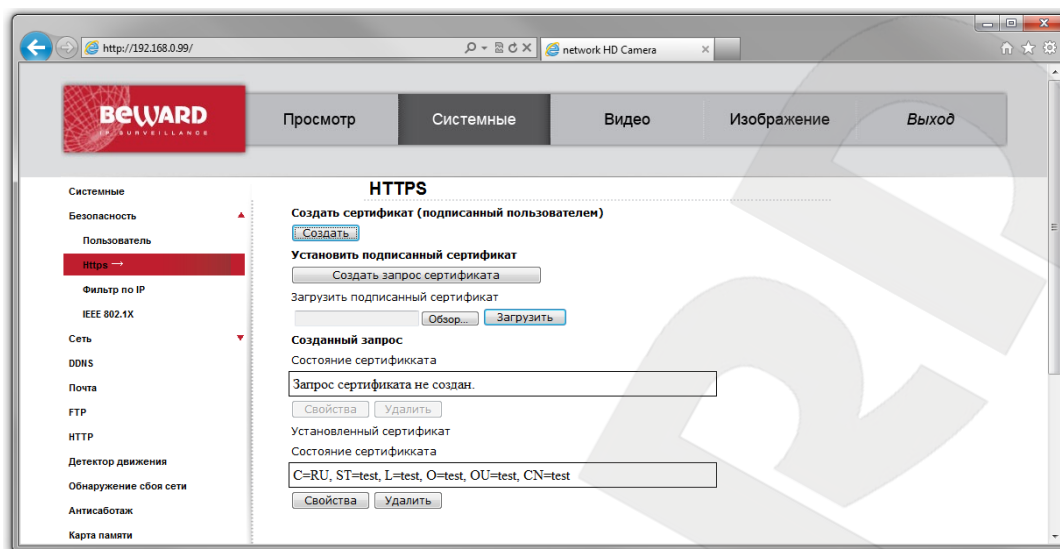 http://192.168.0.99/
network HD Camera
BEWARD
IP SURVEILLANCE
Просмотр
Системные
Видео
Изображение
Выход
Системные
Безопасность
Пользователь
Https →
Фильтр по IP
IEEE 802.1X
Сеть
DDNS
Почта
FTP
HTTP
Детектор движения
Обнаружение сбоя сети
Антисаботаж
Карта памяти
HTTPS
Создать сертификат (подписанный пользователем)
Создать
Установить подписанный сертификат
Создать запрос сертификата
Загрузить подписанный сертификат
Обзор... Загрузить
Созданный запрос
Состояние сертификката
Запрос сертификата не создан.
Свойства Удалить
Установленный сертификат
Состояние сертификката
C=RU, ST=test, L=test, O=test, OU=test, CN=test
Свойства Удалить